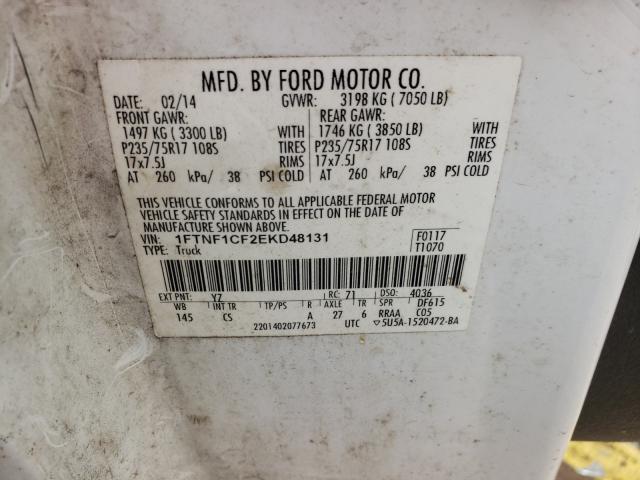 MFD. BY FORD MOTOR CO.
DATE: 02/14 GVWR: 3198 KG ( 7050 LB)
FRONT GAWR: REAR GAWR:
1497 KG ( 3300 LB) WITH 1746 KG ( 3850 LB) WITH
P235/75R17 108S TIRES P235/75R17 108S TIRES
17x7.5J RIMS 17x7.5J RIMS
AT 260 kPa/ 38 PSI COLD AT 260 kPa/ 38 PSI COLD
THIS VEHICLE CONFORMS TO ALL APPLICABLE FEDERAL MOTOR
VEHICLE SAFETY STANDARDS IN EFFECT ON THE DATE OF
MANUFACTURE SHOWN ABOVE.
VIN: 1FTNF1CF2EKD48131 F0117
TYPE: Truck T1070
EXT PNT: YZ RC: 71 DSO: 4036
WB INT TR TP/PS R AXLE TR SPR DF615
145 CS A 27 6 RRAA C05
2201402077673 UTC ▽5U5A-1520472-BA